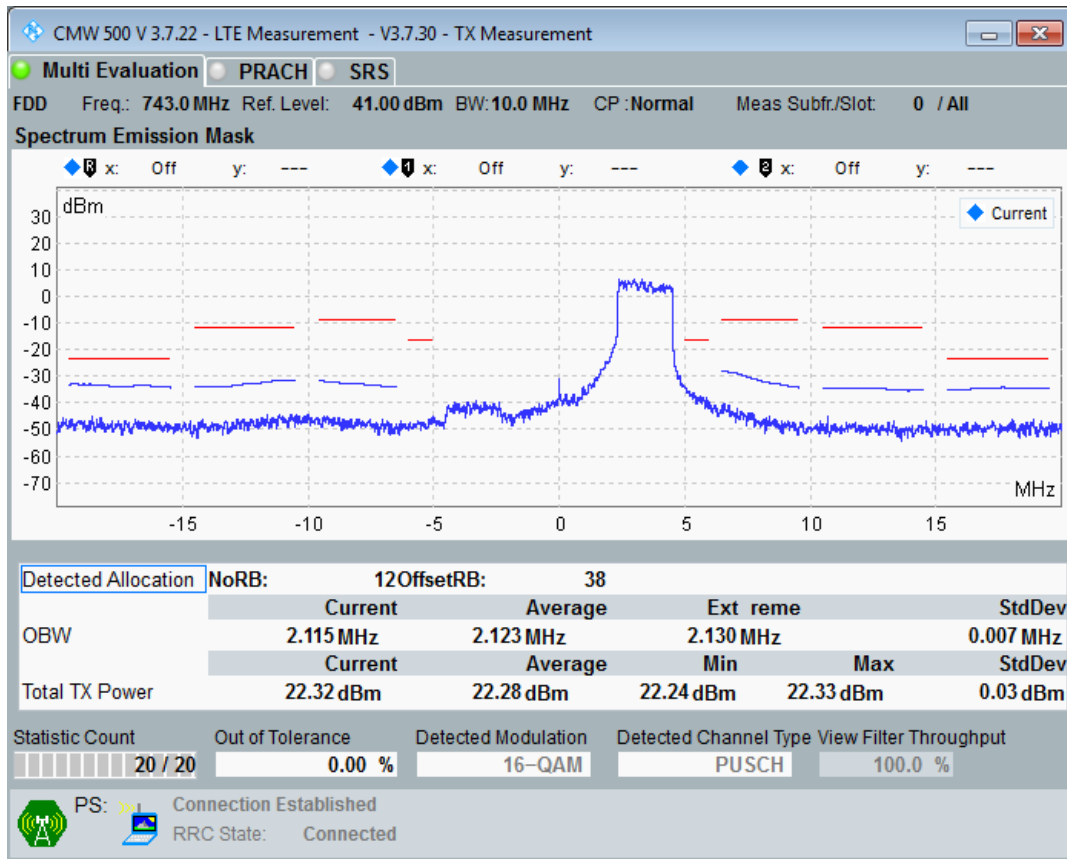 CMW 500 V 3.7.22 - LTE Measurement - V3.7.30 - TX Measurement
Multi Evaluation PRACH SRS
FDD Freq.: 743.0 MHz Ref. Level: 41.00 dBm BW: 10.0 MHz CP : Normal Meas Subfr./Slot: 0 / All
Spectrum Emission Mask
R x: Off y: --- 1 x: Off y: --- 2 x: Off y: ---
dBm
Current
30
20
10
0
-10
-20
-30
-40
-50
-60
-70
MHz
-15 -10 -5 0 5 10 15
Detected Allocation NoRB: 12 OffsetRB: 38
Current Average Ext reme StdDev
OBW 2.115 MHz 2.123 MHz 2.130 MHz 0.007 MHz
Current Average Min Max StdDev
Total TX Power 22.32 dBm 22.28 dBm 22.24 dBm 22.33 dBm 0.03 dBm
Statistic Count Out of Tolerance Detected Modulation Detected Channel Type View Filter Throughput
20 / 20 0.00 % 16-QAM PUSCH 100.0 %
PS: Connection Established
RRC State: Connected